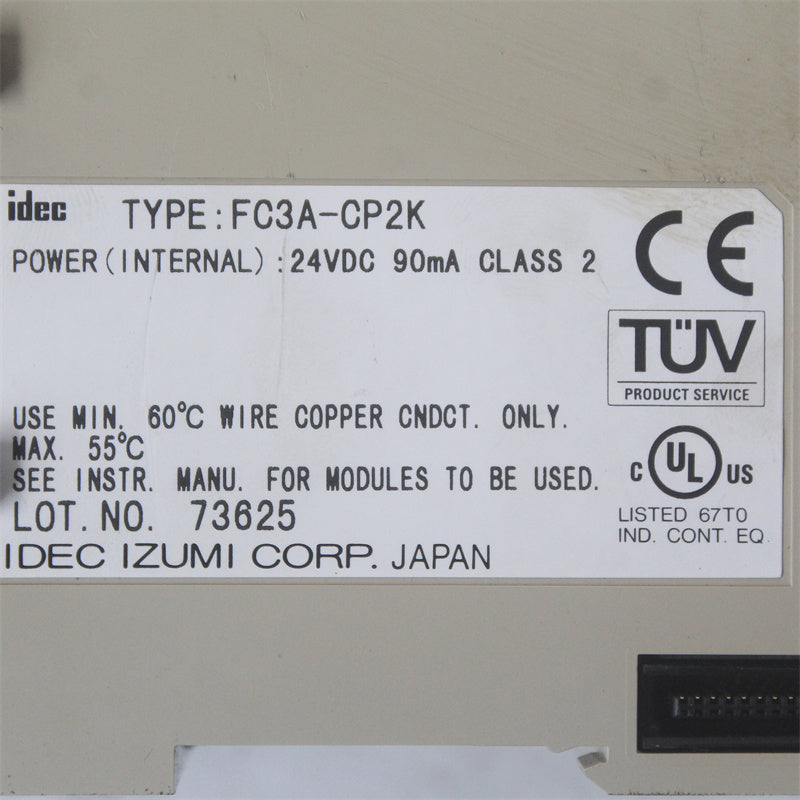 idec TYPE:FC3A-CP2K
POWER(INTERNAL):24VDC 90mA CLASS 2
CE
TÜV
PRODUCT SERVICE
USE MIN. 60℃ WIRE COPPER CNDCT. ONLY.
MAX. 55℃
SEE INSTR. MANU. FOR MODULES TO BE USED.
LOT.NO. 73625
IDEC IZUMI CORP. JAPAN
C UL US
LISTED 67T0
IND. CONT. EQ.